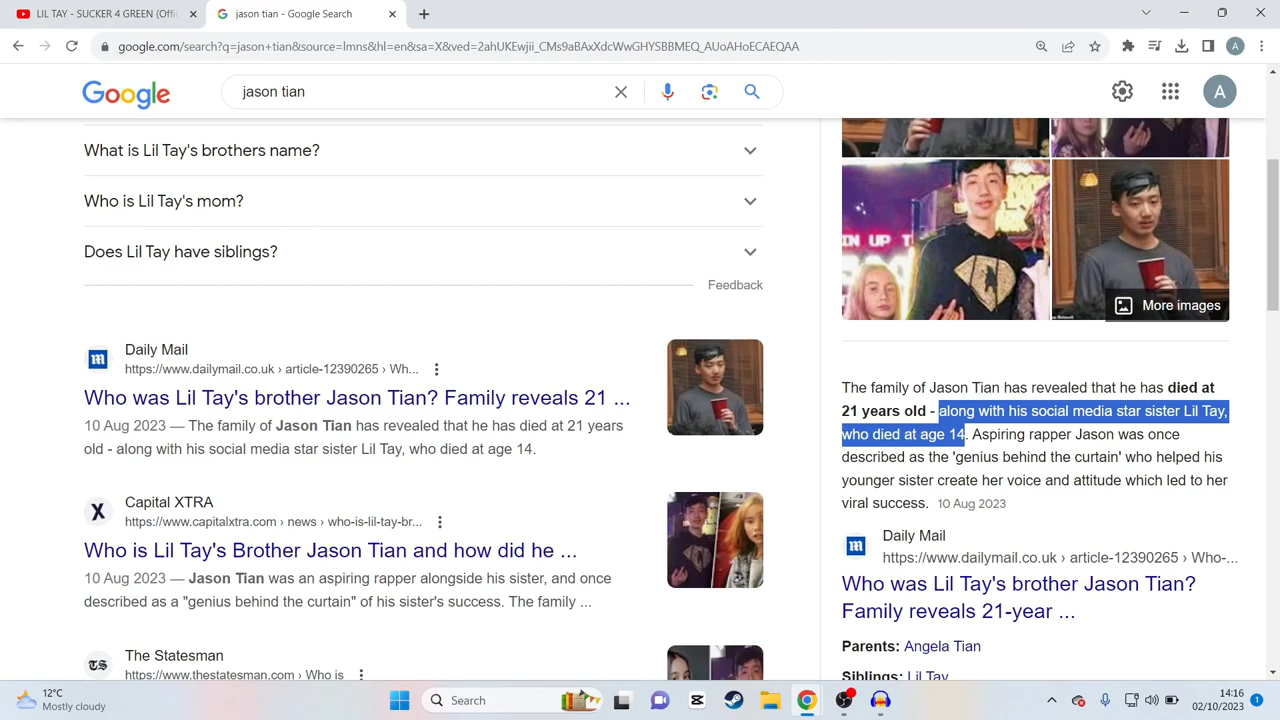 LIL TAY - SUCKER 4 GREEN (Offi
jason tian - Google Search
google.com/search?q=jason+tian&source=lmns&hl=en&sa=X&ved=2ahUKEwjii_CMs9aBAxXdcWwGHYSBBMEQ_AUoAHoECAEQAA
A
Google
jason tian
A
What is Lil Tay's brothers name?
Who is Lil Tay's mom?
Does Lil Tay have siblings?
Feedback
Daily Mail
https://www.dailymail.co.uk › article-12390265 › Wh...
Who was Lil Tay's brother Jason Tian? Family reveals 21 ...
10 Aug 2023 — The family of Jason Tian has revealed that he has died at 21 years
old - along with his social media star sister Lil Tay, who died at age 14.
Capital XTRA
https://www.capitalxtra.com › news › who-is-lil-tay-br...
Who is Lil Tay's Brother Jason Tian and how did he ...
10 Aug 2023 — Jason Tian was an aspiring rapper alongside his sister, and once
described as a "genius behind the curtain" of his sister's success. The family ...
The Statesman
https://www.thestatesman.com › Who is
More images
The family of Jason Tian has revealed that he has died at
21 years old - along with his social media star sister Lil Tay,
who died at age 14. Aspiring rapper Jason was once
described as the 'genius behind the curtain' who helped his
younger sister create her voice and attitude which led to her
viral success. 10 Aug 2023
Daily Mail
https://www.dailymail.co.uk › article-12390265 › Who-...
Who was Lil Tay's brother Jason Tian?
Family reveals 21-year ...
Parents: Angela Tian
Siblings: Lil Tay
12°C
Mostly cloudy
Search
14:16
02/10/2023
1